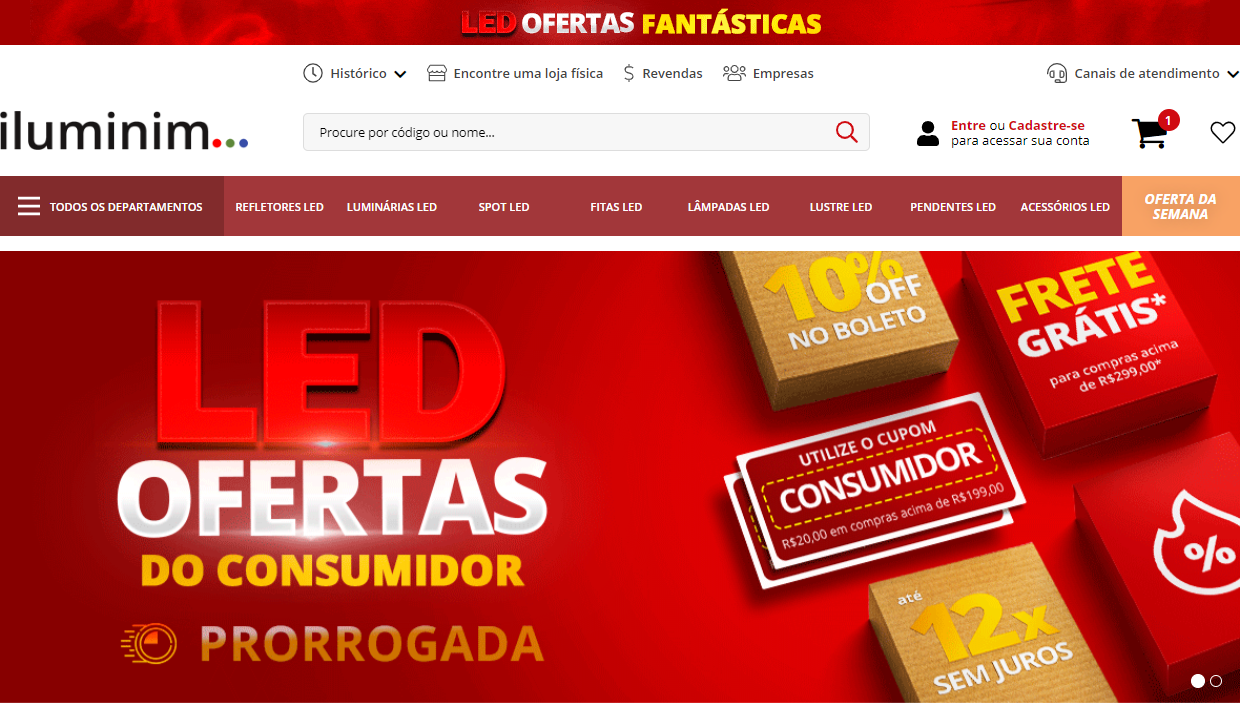 LED OFERTAS FANTÁSTICAS
Histórico
Encontre uma loja física
Revendas
Empresas
Canais de atendimento
iluminim...
Procure por código ou nome...
Entre ou Cadastre-se
para acessar sua conta
1
TODOS OS DEPARTAMENTOS
REFLETORES LED
LUMINÁRIAS LED
SPOT LED
FITAS LED
LÂMPADAS LED
LUSTRE LED
PENDENTES LED
ACESSÓRIOS LED
OFERTA DA
SEMANA
LED
OFERTAS
DO CONSUMIDOR
PRORROGADA
10%
OFF
NO BOLETO
FRETE
GRÁTIS*
para compras acima
de R$299,00*
UTILIZE O CUPOM
CONSUMIDOR
R$20,00 em compras acima de R$199,00
%
até
12x
SEM JUROS